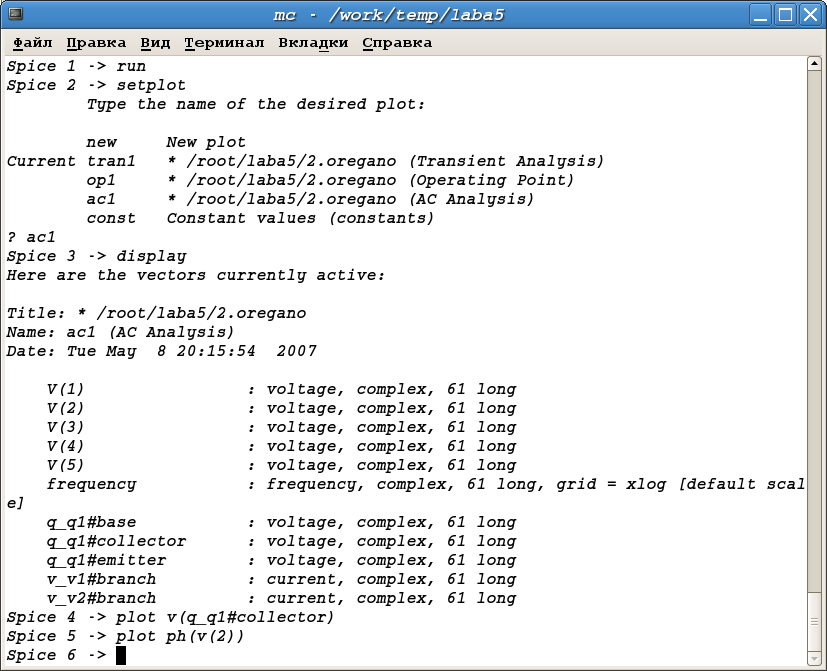 mc - /work/temp/laba5
Файл Правка Вид Терминал Вкладки Справка
Spice 1 -> run
Spice 2 -> setplot
Type the name of the desired plot:
new New plot
Current tran1 * /root/laba5/2.oregano (Transient Analysis)
op1 * /root/laba5/2.oregano (Operating Point)
ac1 * /root/laba5/2.oregano (AC Analysis)
const Constant values (constants)
? ac1
Spice 3 -> display
Here are the vectors currently active:
Title: * /root/laba5/2.oregano
Name: ac1 (AC Analysis)
Date: Tue May  8 20:15:54  2007
V(1) : voltage, complex, 61 long
V(2) : voltage, complex, 61 long
V(3) : voltage, complex, 61 long
V(4) : voltage, complex, 61 long
V(5) : voltage, complex, 61 long
frequency : frequency, complex, 61 long, grid = xlog [default scal
e]
q_q1#base : voltage, complex, 61 long
q_q1#collector : voltage, complex, 61 long
q_q1#emitter : voltage, complex, 61 long
v_v1#branch : current, complex, 61 long
v_v2#branch : current, complex, 61 long
Spice 4 -> plot v(q_q1#collector)
Spice 5 -> plot ph(v(2))
Spice 6 ->